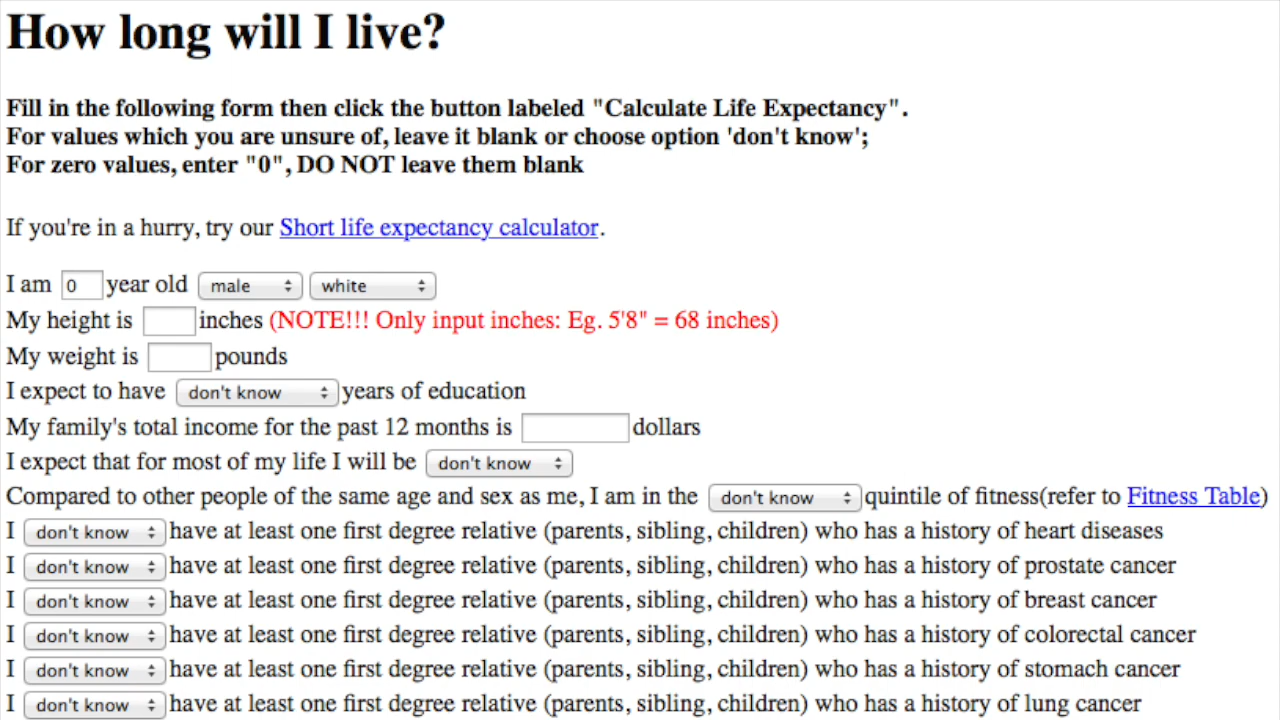 How long will I live?
Fill in the following form then click the button labeled "Calculate Life Expectancy".
For values which you are unsure of, leave it blank or choose option 'don't know';
For zero values, enter "0", DO NOT leave them blank
If you're in a hurry, try our Short life expectancy calculator.
I am 0 year old male white
My height is inches (NOTE!!! Only input inches: Eg. 5'8" = 68 inches)
My weight is pounds
I expect to have don't know years of education
My family's total income for the past 12 months is dollars
I expect that for most of my life I will be don't know
Compared to other people of the same age and sex as me, I am in the don't know quintile of fitness(refer to Fitness Table)
I don't know have at least one first degree relative (parents, sibling, children) who has a history of heart diseases
I don't know have at least one first degree relative (parents, sibling, children) who has a history of prostate cancer
I don't know have at least one first degree relative (parents, sibling, children) who has a history of breast cancer
I don't know have at least one first degree relative (parents, sibling, children) who has a history of colorectal cancer
I don't know have at least one first degree relative (parents, sibling, children) who has a history of stomach cancer
I don't know have at least one first degree relative (parents, sibling, children) who has a history of lung cancer